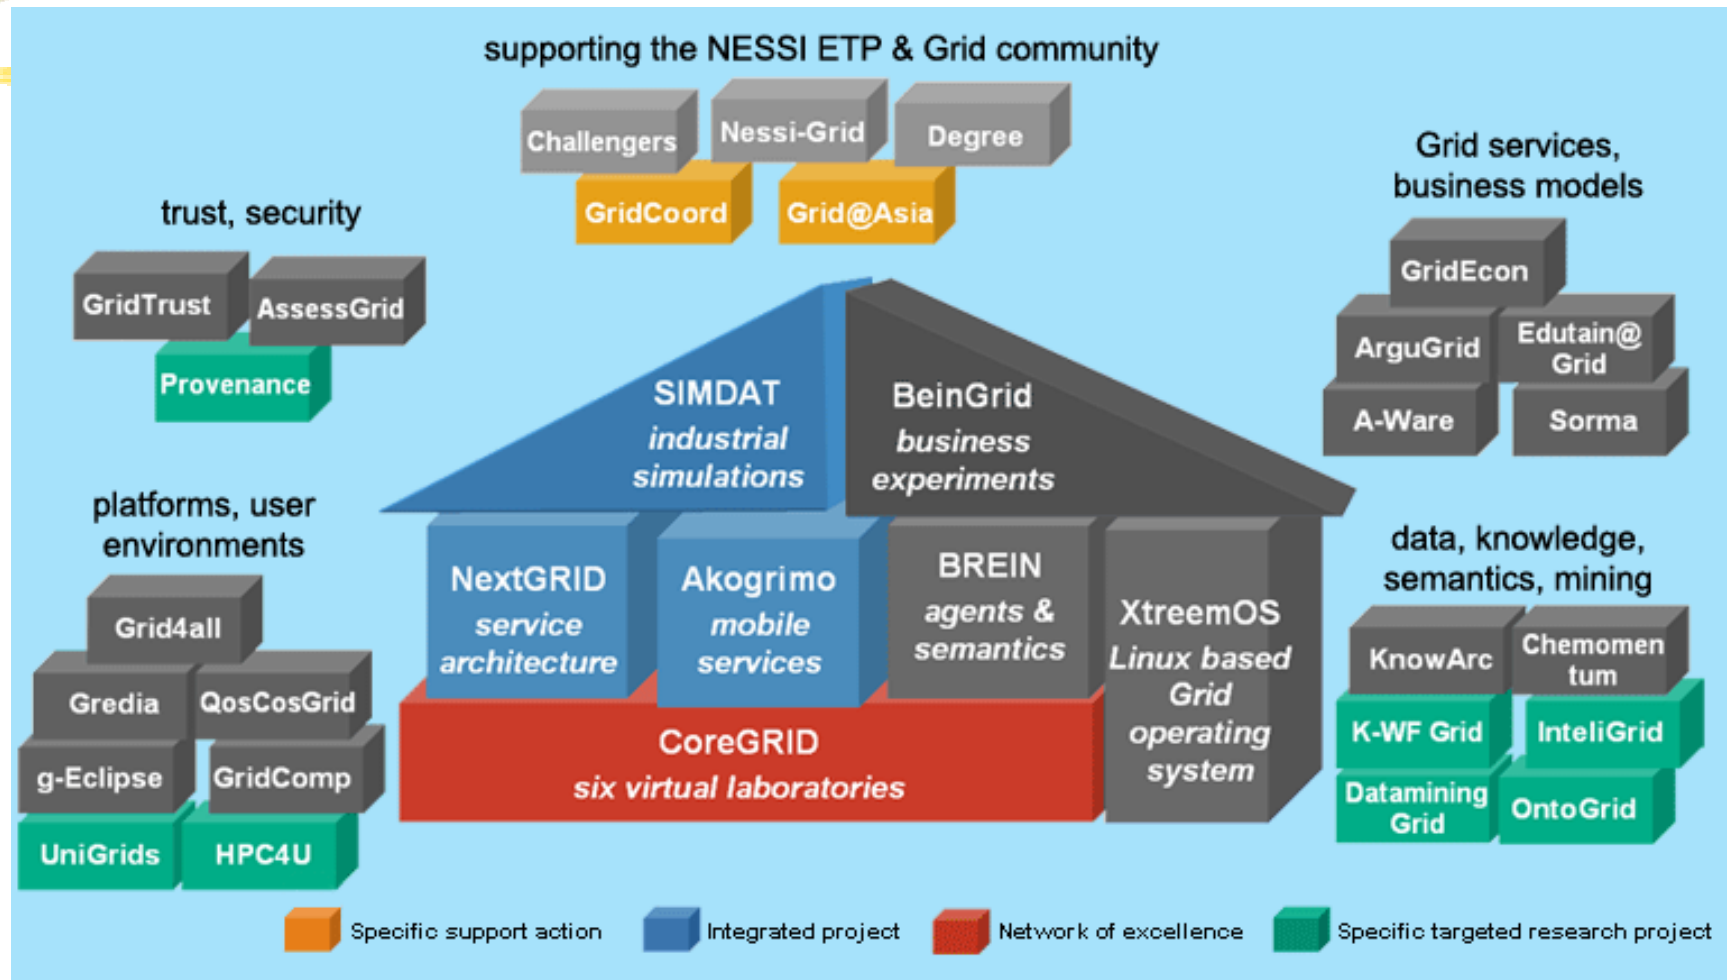 supporting the NESSI ETP & Grid community
Challengers
Nessi-Grid
Degree
GridCoord
Grid@Asia
trust, security
GridTrust
AssessGrid
Provenance
Grid services,
business models
GridEcon
ArguGrid
Edutain@
Grid
A-Ware
Sorma
SIMDAT
industrial
simulations
BeinGrid
business
experiments
platforms, user
environments
Grid4all
Gredia
QosCosGrid
g-Eclipse
GridComp
UniGrids
HPC4U
NextGRID
service
architecture
Akogrimo
mobile
services
BREIN
agents &
semantics
XtreemOS
Linux based
Grid
operating
system
CoreGRID
six virtual laboratories
data, knowledge,
semantics, mining
KnowArc
Chemomen
tum
K-WF Grid
InteliGrid
Datamining
Grid
OntoGrid
Specific support action
Integrated project
Network of excellence
Specific targeted research project